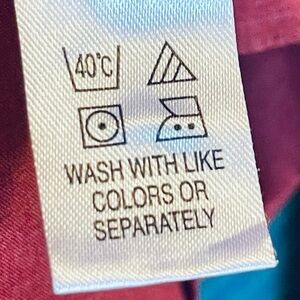 40°C
WASH WITH LIKE
COLORS OR
SEPARATELY